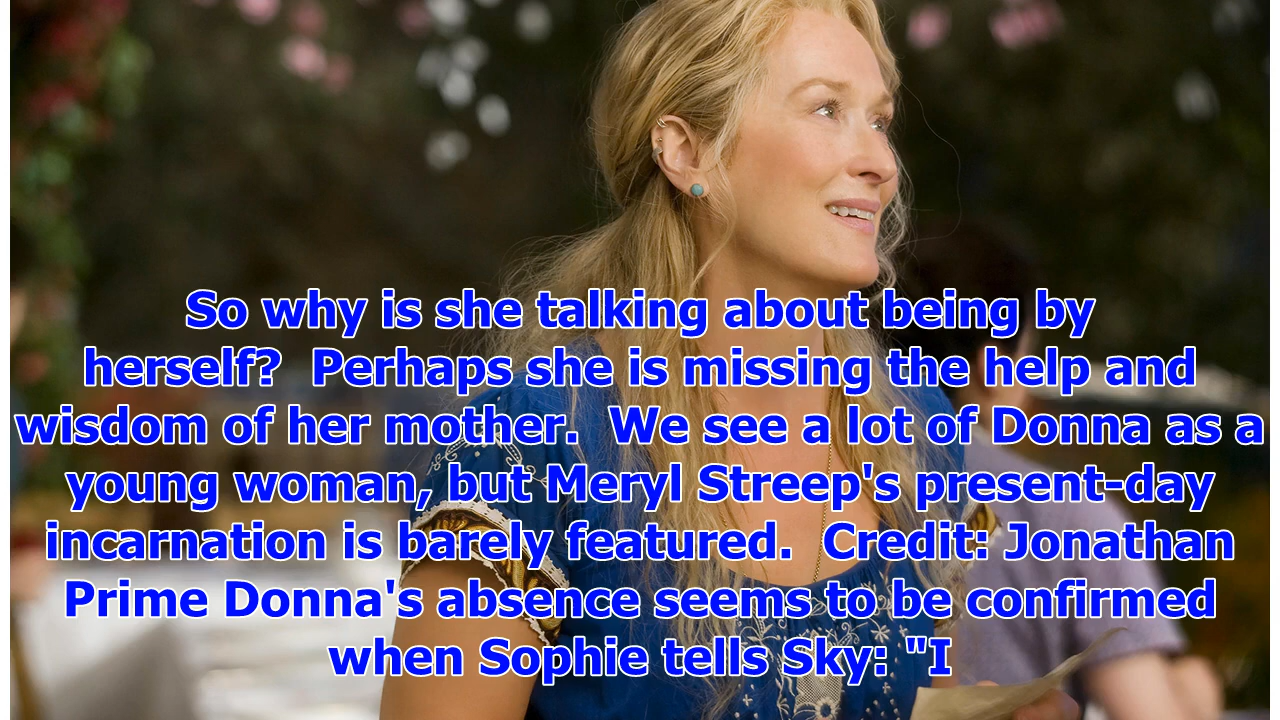 So why is she talking about being by
herself?  Perhaps she is missing the help and
wisdom of her mother.  We see a lot of Donna as a
young woman, but Meryl Streep's present-day
incarnation is barely featured.  Credit: Jonathan
Prime Donna's absence seems to be confirmed
when Sophie tells Sky: "I